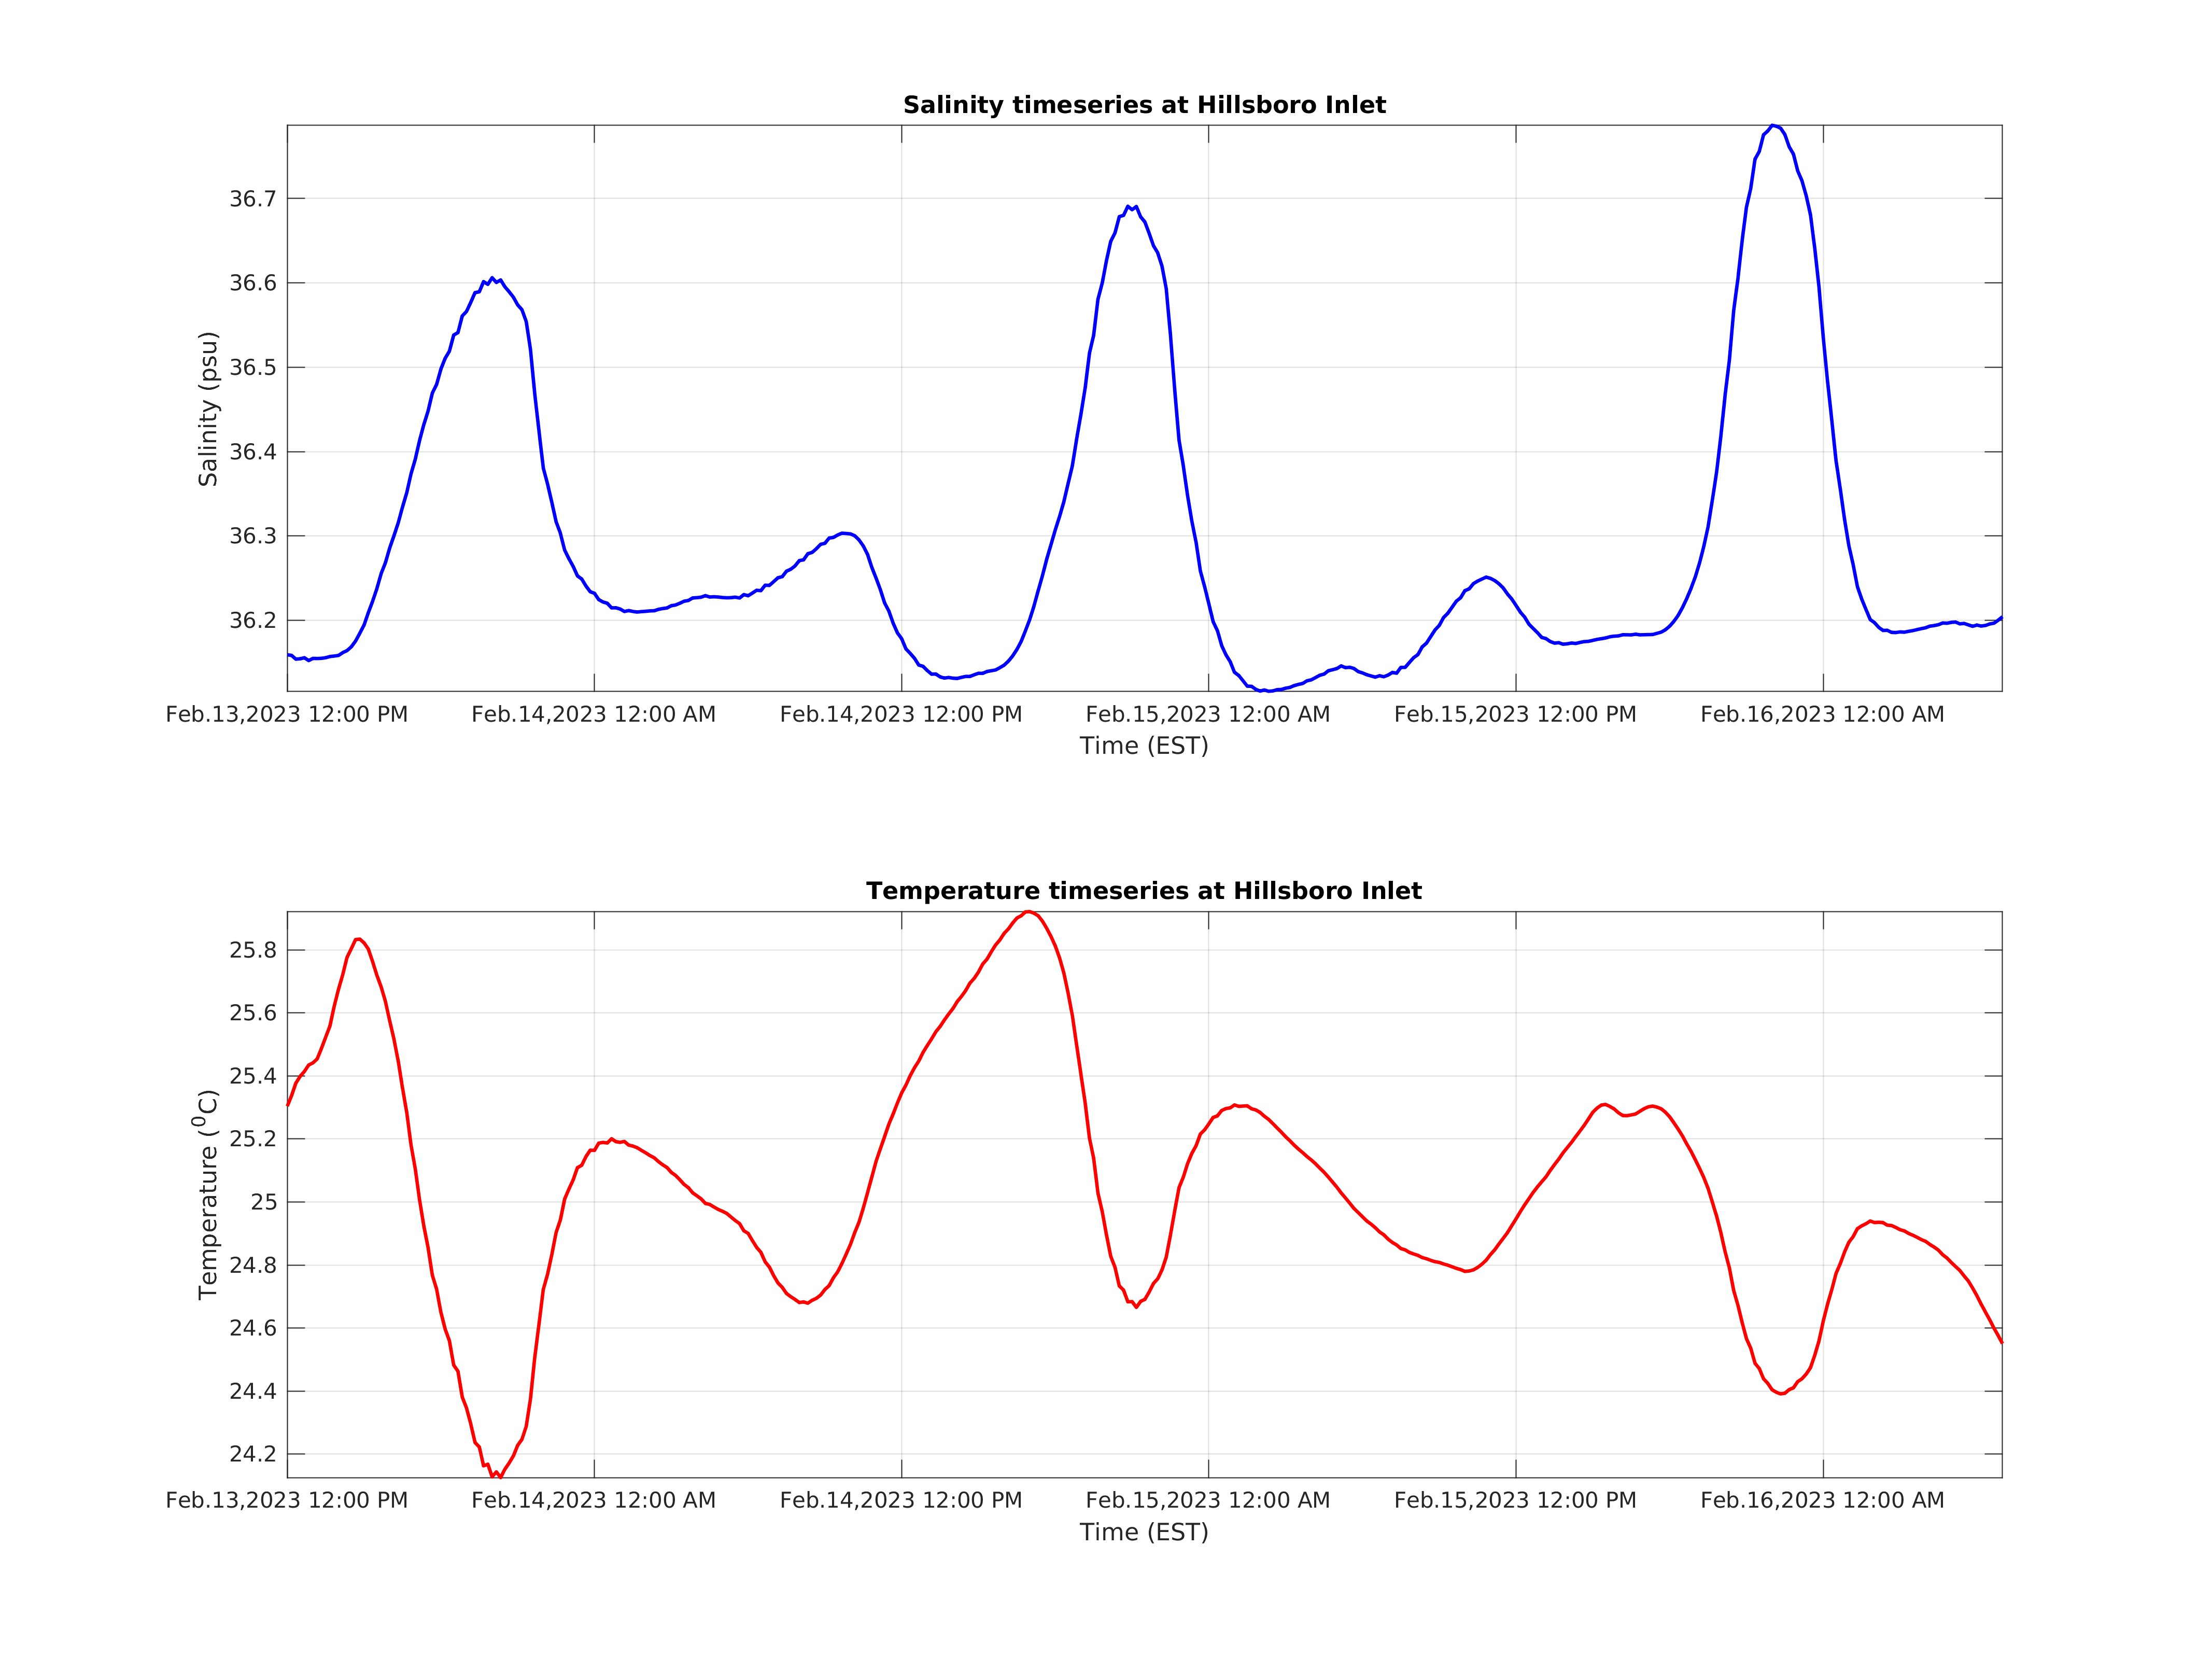 Salinity timeseries at Hillsboro Inlet
Salinity (psu)
36.7
36.6
36.5
36.4
36.3
36.2
Feb.13,2023 12:00 PM Feb.14,2023 12:00 AM Feb.14,2023 12:00 PM Feb.15,2023 12:00 AM Feb.15,2023 12:00 PM Feb.16,2023 12:00 AM
Time (EST)
Temperature timeseries at Hillsboro Inlet
Temperature (⁰C)
25.8
25.6
25.4
25.2
25
24.8
24.6
24.4
24.2
Feb.13,2023 12:00 PM Feb.14,2023 12:00 AM Feb.14,2023 12:00 PM Feb.15,2023 12:00 AM Feb.15,2023 12:00 PM Feb.16,2023 12:00 AM
Time (EST)